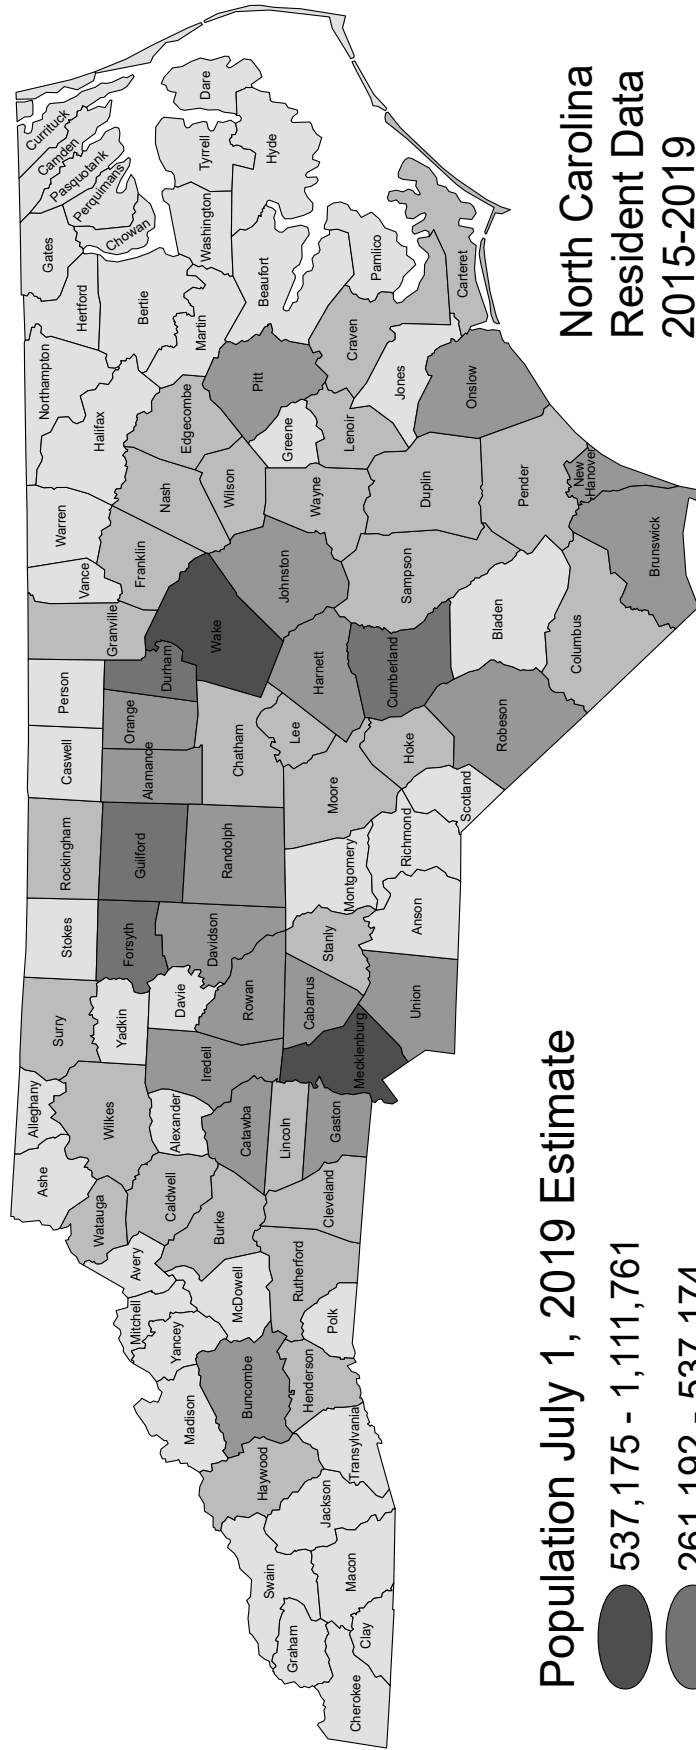 Ashe
Alleghany
Surry
Stokes
Rockingham
Caswell
Person
Granville
Vance
Warren
Northampton
Hertford
Gates
Currituck
Camden
Pasquotank
Perquimans
Chowan
Halifax
Bertie
Watauga
Wilkes
Yadkin
Forsyth
Guilford
Alamance
Orange
Durham
Franklin
Nash
Edgecombe
Martin
Washington
Tyrrell
Dare
Mitchell
Avery
Caldwell
Alexander
Iredell
Davie
Davidson
Randolph
Chatham
Wake
Wilson
Pitt
Beaufort
Hyde
Madison
Yancey
McDowell
Burke
Catawba
Rowan
Johnston
Greene
Swain
Haywood
Buncombe
Rutherford
Lincoln
Cabarrus
Stanly
Montgomery
Moore
Lee
Harnett
Wayne
Lenoir
Craven
Pamlico
Graham
Jackson
Henderson
Polk
Cleveland
Gaston
Mecklenburg
Cherokee
Clay
Macon
Transylvania
Union
Anson
Richmond
Scotland
Hoke
Cumberland
Sampson
Duplin
Jones
Carteret
Robeson
Bladen
Pender
Onslow
Columbus
Brunswick
New
Hanover
Population July 1, 2019 Estimate
537,175 - 1,111,761
261,192 - 537,174
North Carolina
Resident Data
2015-2019